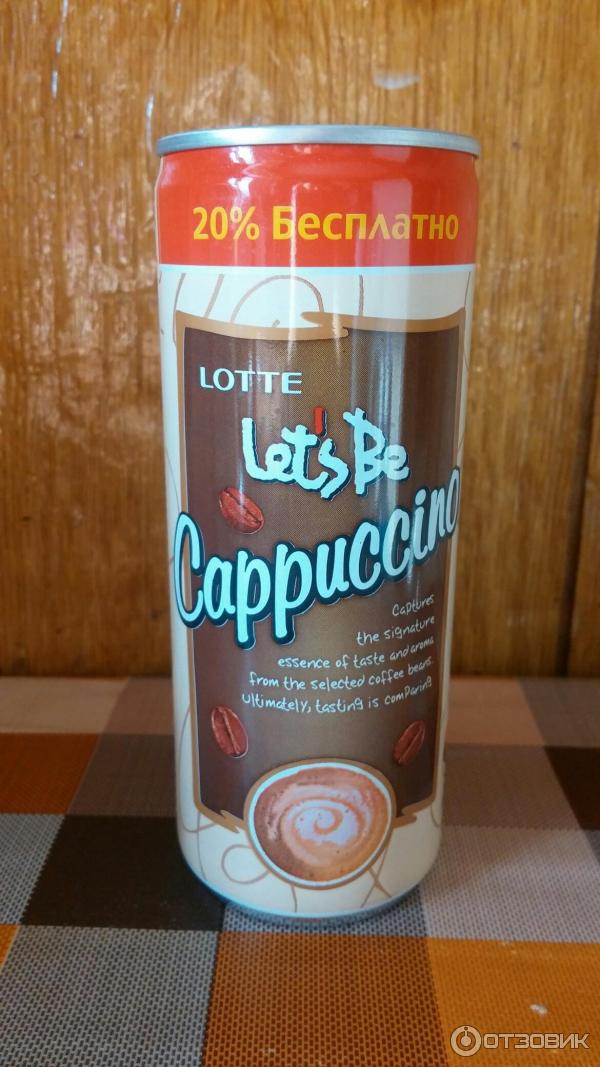 20% Бесплатно
LOTTE
Let's Be
Cappuccino
Captures
the signature
essence of taste and aroma
from the selected coffee beans.
ultimately, tasting is comparing
ОТЗОВИК